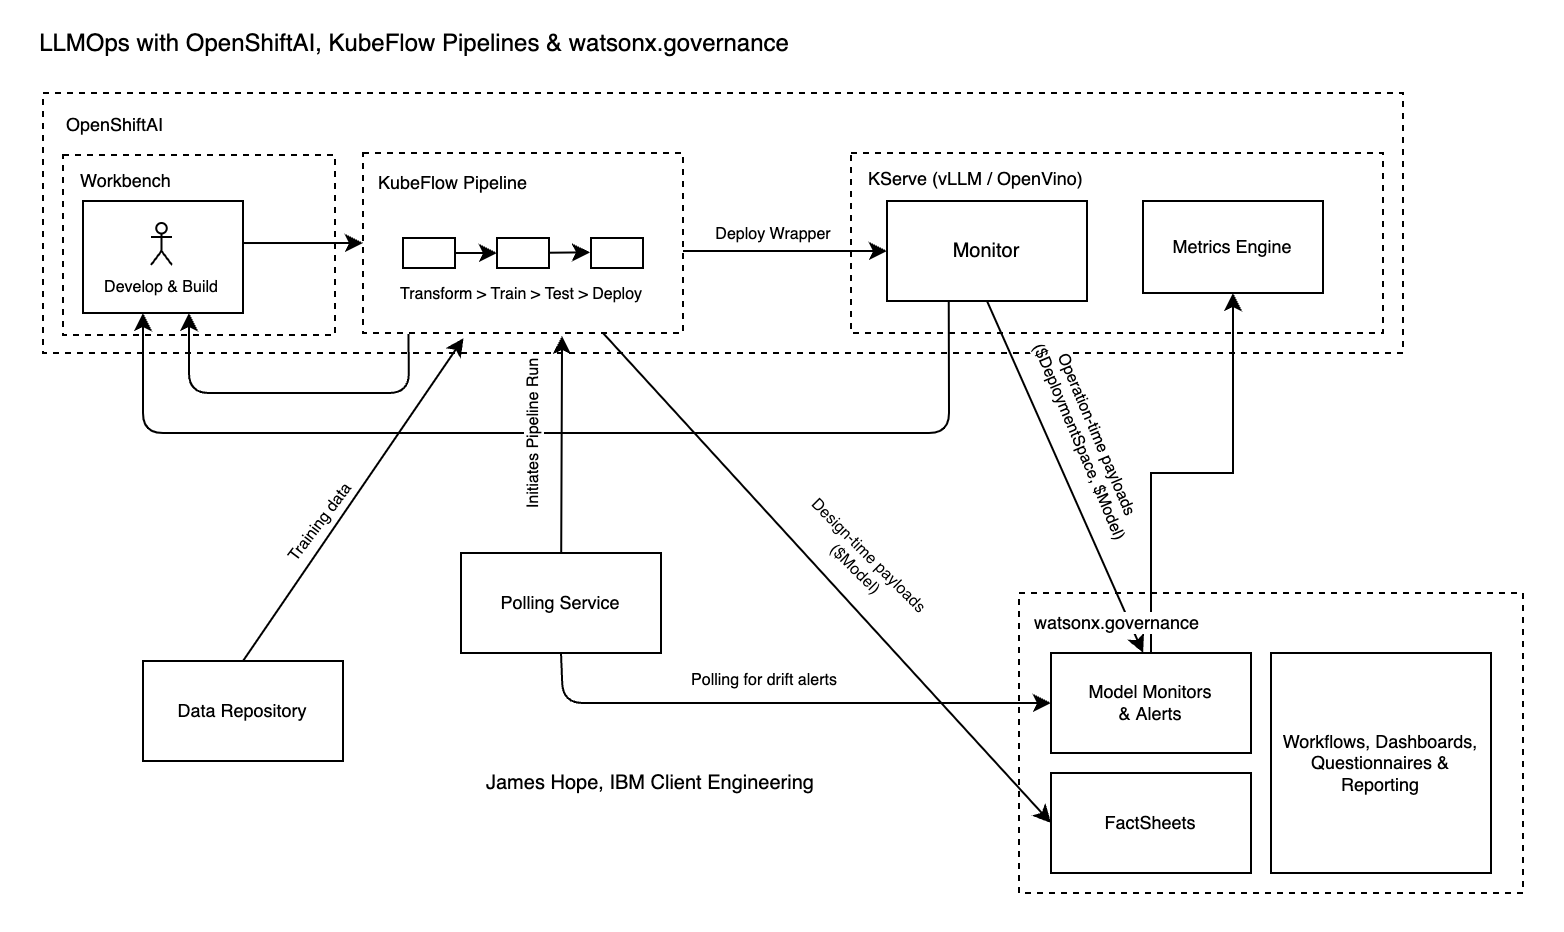 LLMOps with OpenShiftAI, KubeFlow Pipelines & watsonx.governance
OpenShiftAI
Workbench
Develop & Build
KubeFlow Pipeline
Transform > Train > Test > Deploy
Deploy Wrapper
KServe (vLLM / OpenVino)
Monitor
Metrics Engine
Training data
Initiates Pipeline Run
Design-time payloads
($Model)
Operation-time payloads
($DeploymentSpace, $Model)
Data Repository
Polling Service
Polling for drift alerts
watsonx.governance
Model Monitors
& Alerts
FactSheets
Workflows, Dashboards,
Questionnaires &
Reporting
James Hope, IBM Client Engineering